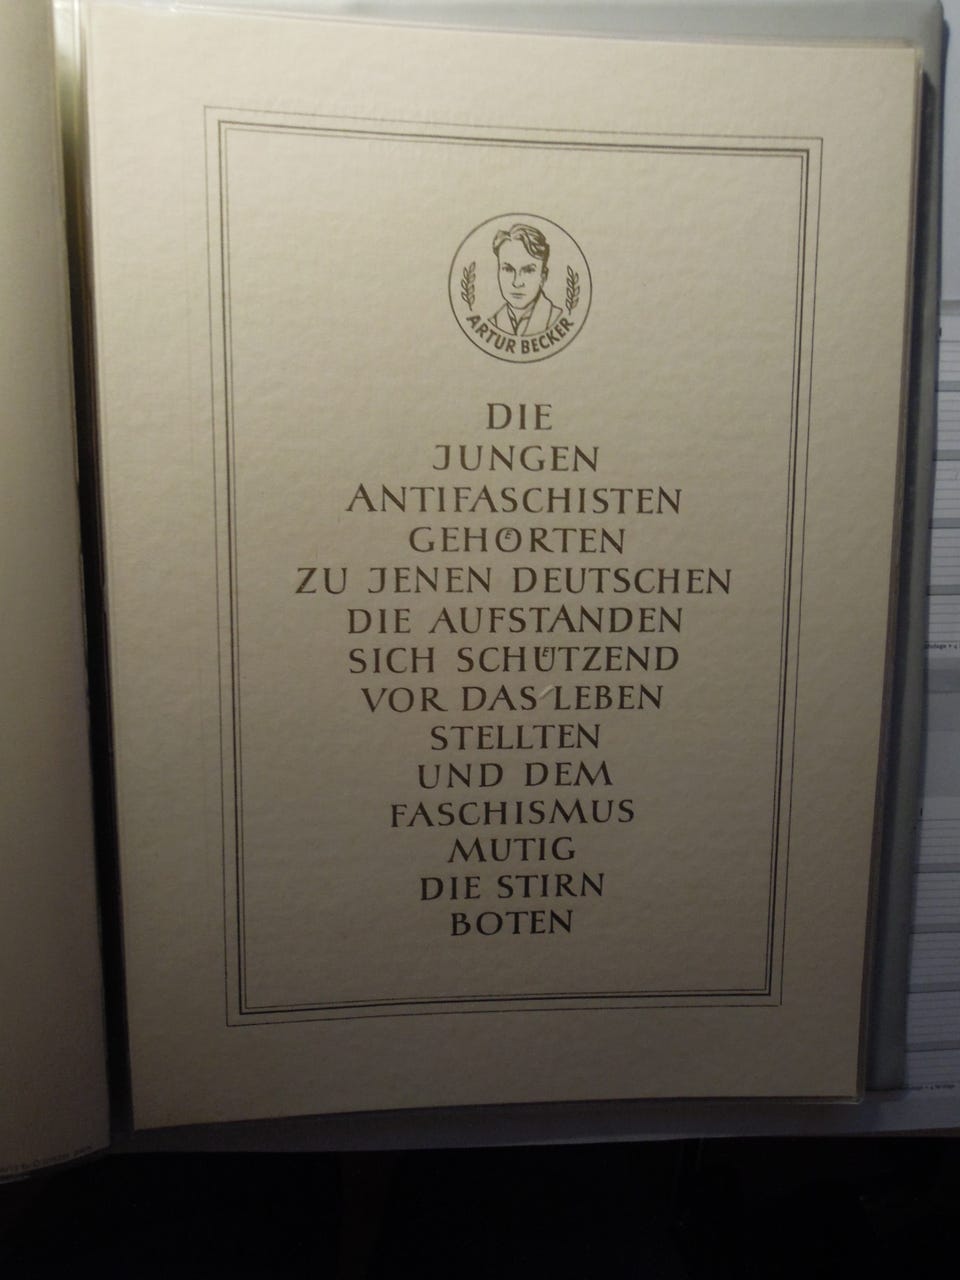 ARTUR BECKER
DIE
JUNGEN
ANTIFASCHISTEN
GEHÖRTEN
ZU JENEN DEUTSCHEN
DIE AUFSTANDEN
SICH SCHÜTZEND
VOR DAS LEBEN
STELLTEN
UND DEM
FASCHISMUS
MUTIG
DIE STIRN
BOTEN